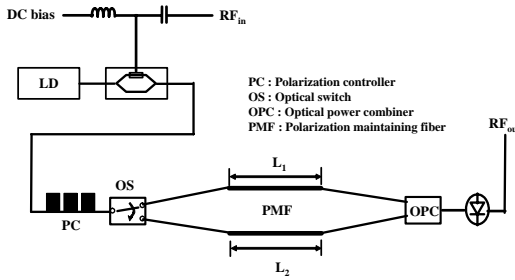 DC bias
RFin
LD
PC : Polarization controller
OS : Optical switch
OPC : Optical power combiner
PMF : Polarization maintaining fiber
RFou
L1
OS
PMF
OPC
PC
L2